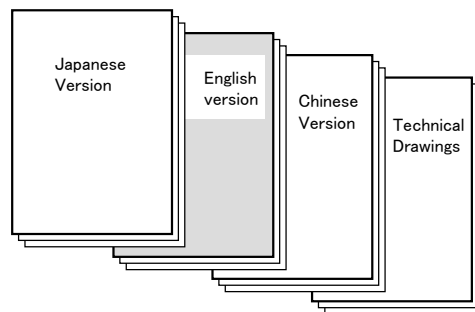 Japanese
Version
English
version
Chinese
Version
Technical
Drawings